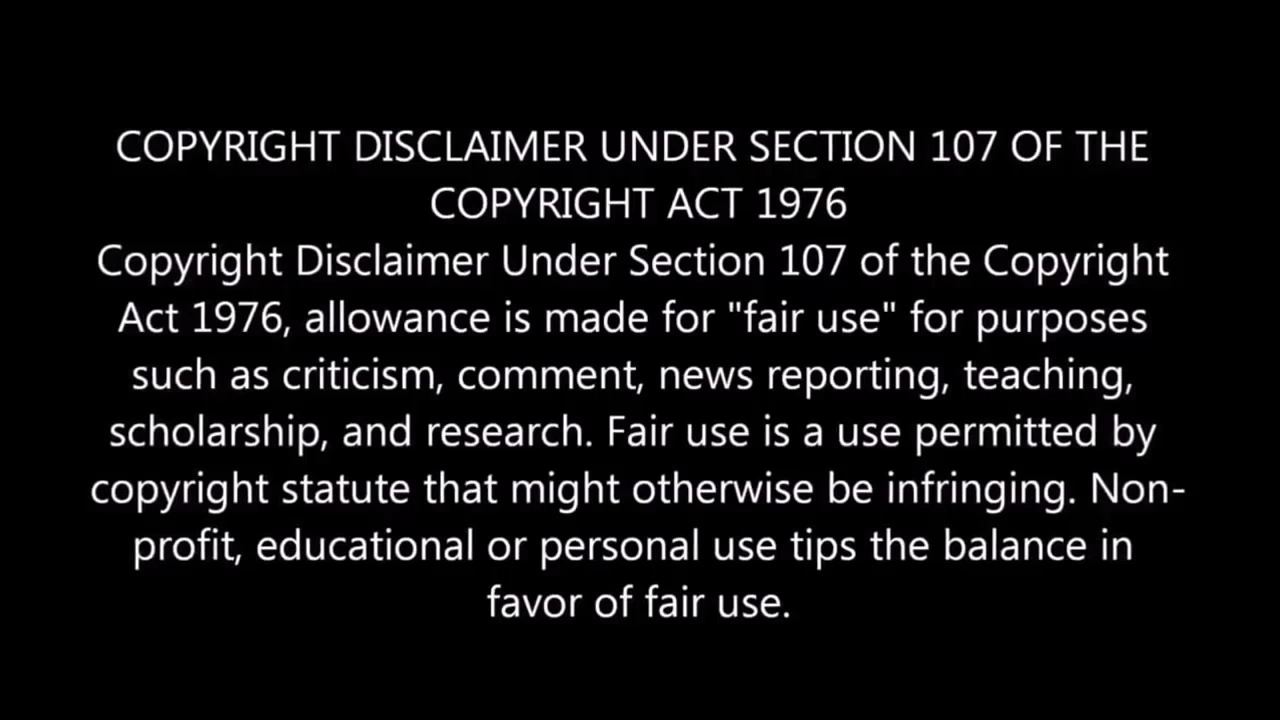 COPYRIGHT DISCLAIMER UNDER SECTION 107 OF THE
COPYRIGHT ACT 1976
Copyright Disclaimer Under Section 107 of the Copyright
Act 1976, allowance is made for "fair use" for purposes
such as criticism, comment, news reporting, teaching,
scholarship, and research. Fair use is a use permitted by
copyright statute that might otherwise be infringing. Non-
profit, educational or personal use tips the balance in
favor of fair use.